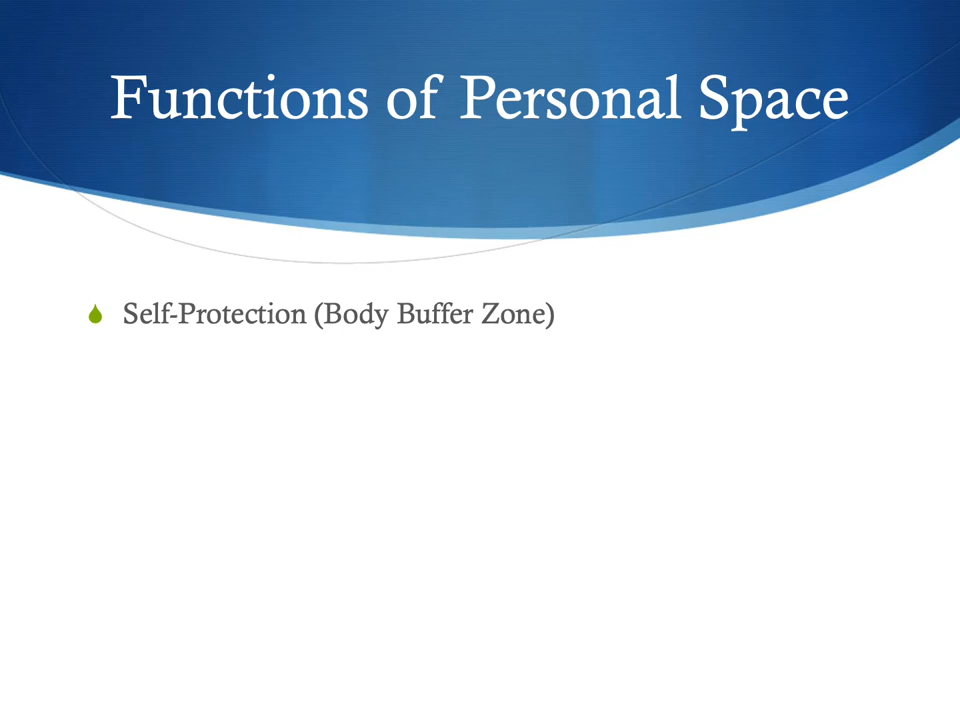 Functions of Personal Space
Self-Protection (Body Buffer Zone)